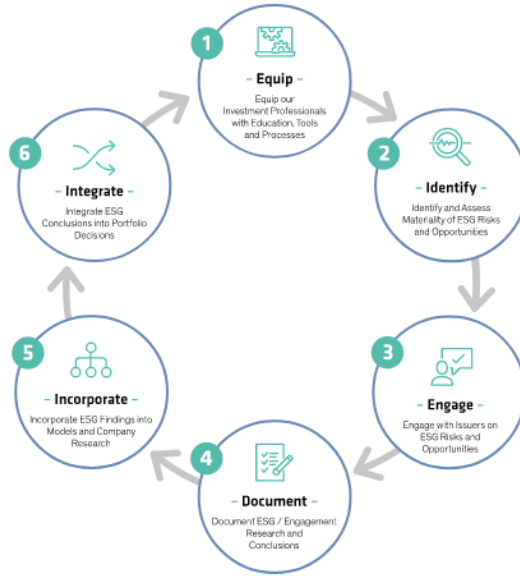 1
- Equip -
Equip our
Investment Professionals
with Education, Tools
and Processes
2
- Identify -
Identify and Assess
Materiality of ESG Risks
and Opportunities
3
- Engage -
Engage with Issuers on
ESG Risks and
Opportunities
4
- Document -
Document ESG / Engagement
Research and
Conclusions
5
- Incorporate -
Incorporate ESG Findings into
Models and Company
Research
6
- Integrate -
Integrate ESG
Conclusions into Portfolio
Decisions